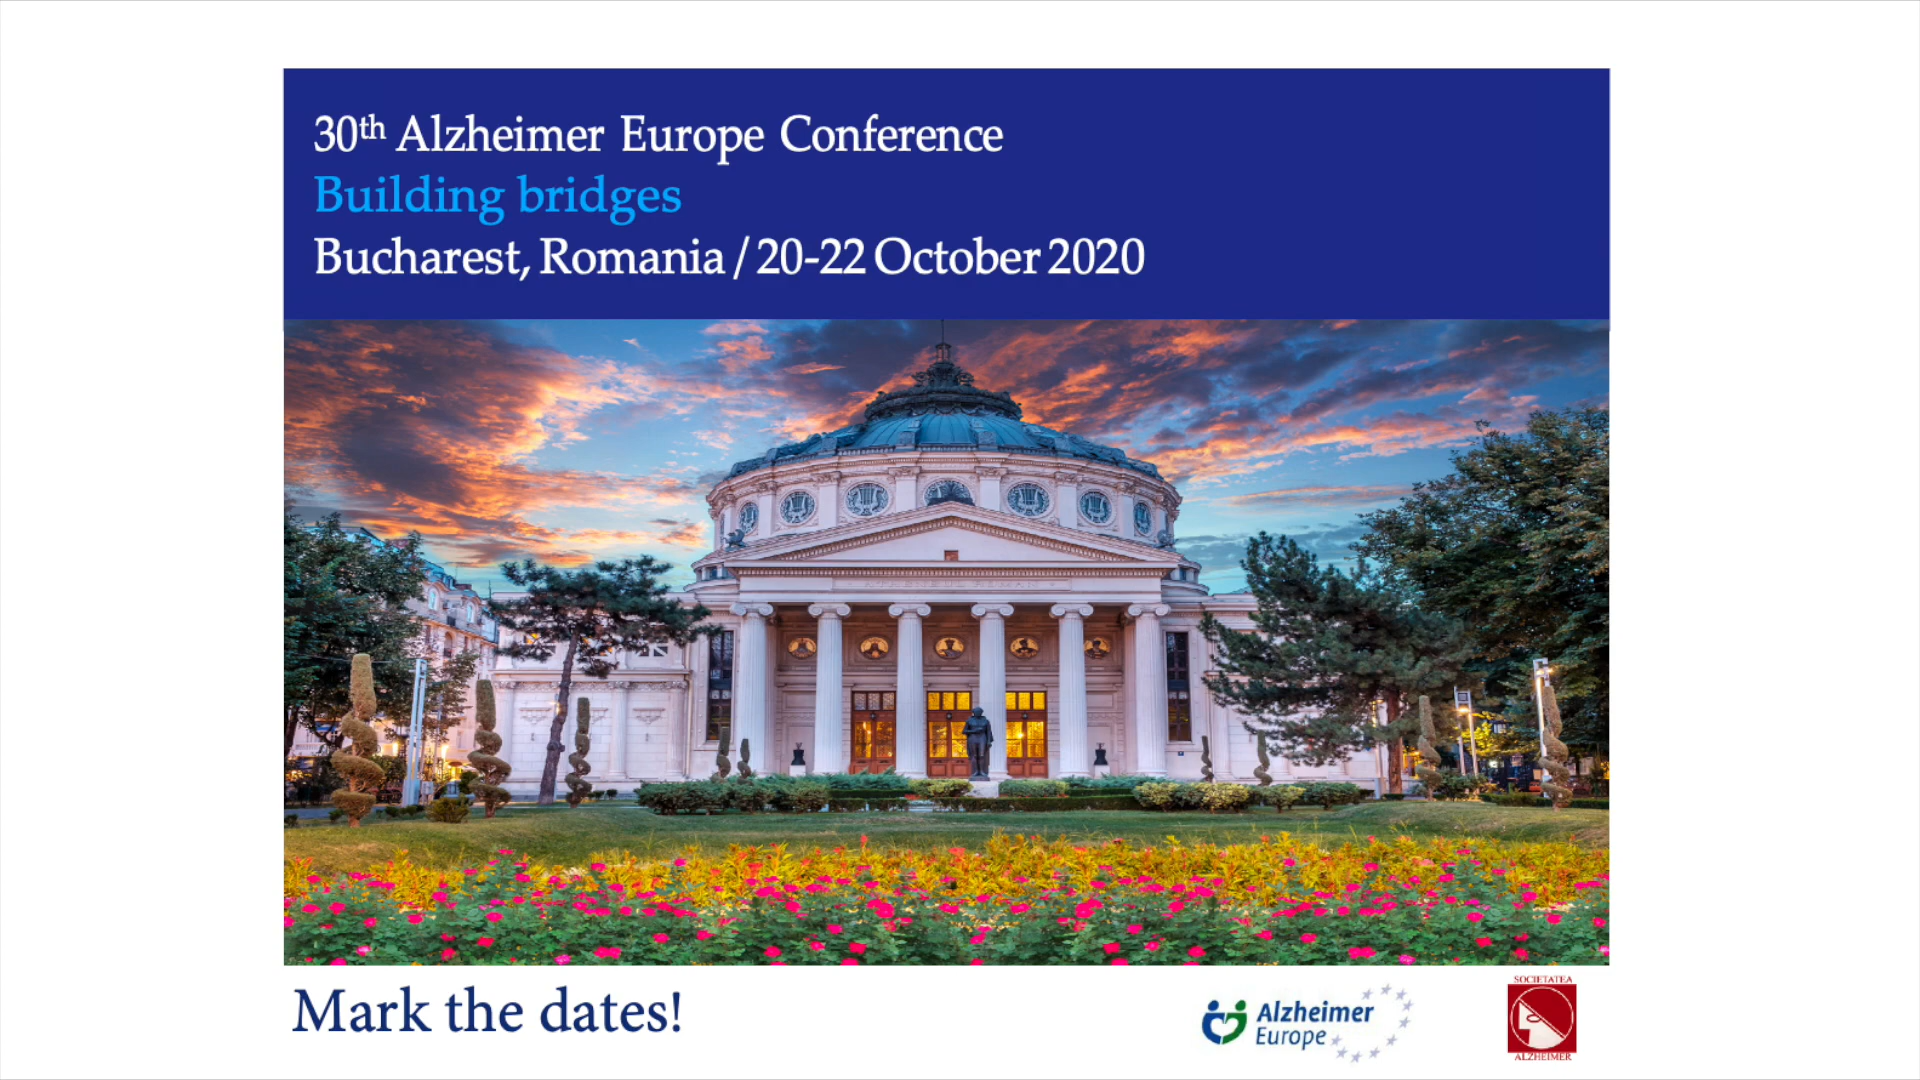 30th Alzheimer Europe Conference
Building bridges
Bucharest, Romania / 20-22 October 2020
Mark the dates!
Alzheimer
Europe
SOCIETATEA
ALZHEIMER